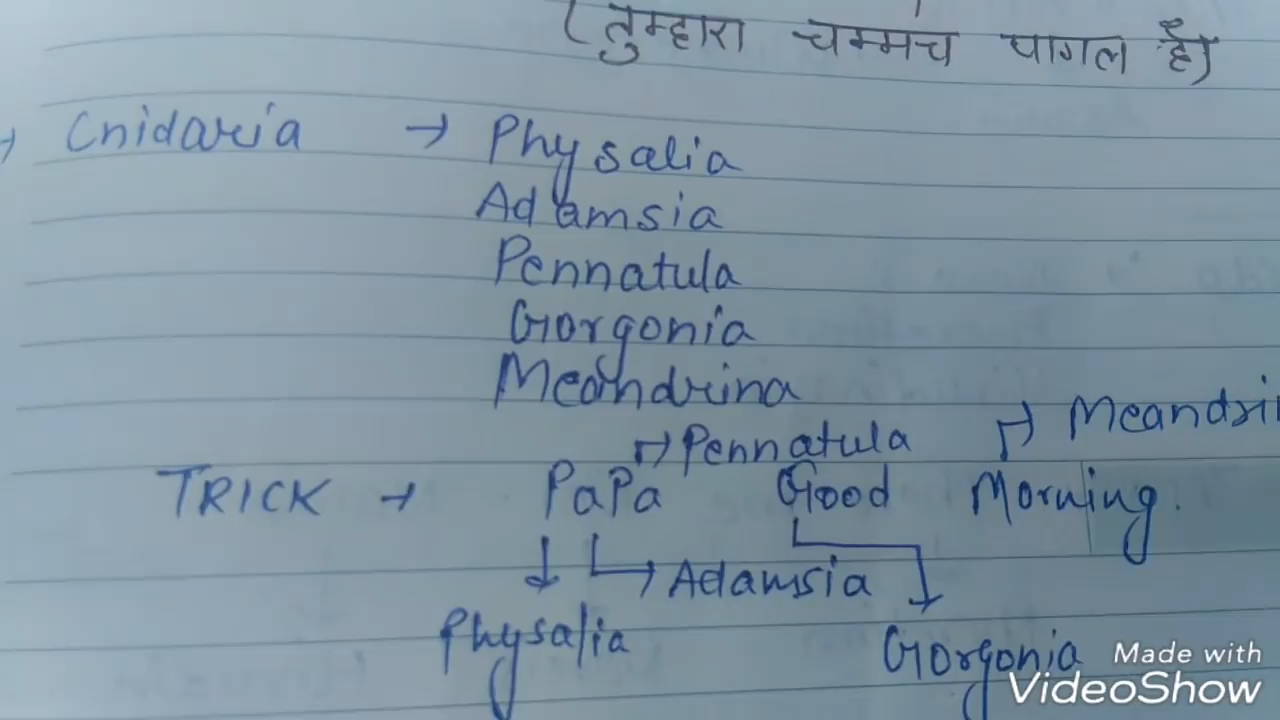 (तुम्हारा चम्मच पागल है)
→ Cnidaria → Physalia
Adamsia
Pennatula
Gorgonia
Meandrina
→ Pennatula → Meandri
TRICK → PaPa Good Morning.
→ Adamsia
Physalia Gorgonia
Made with
VideoShow